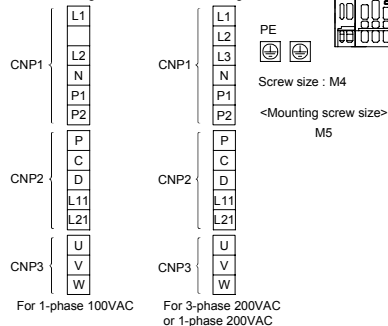 CNP1
L1
L2
N
P1
P2
CNP2
P
C
D
L11
L21
CNP3
U
V
W
For 1-phase 100VAC
CNP1
L1
L2
L3
N
P1
P2
CNP2
P
C
D
L11
L21
CNP3
U
V
W
For 3-phase 200VAC
or 1-phase 200VAC
PE
Screw size : M4
<Mounting screw size>
M5